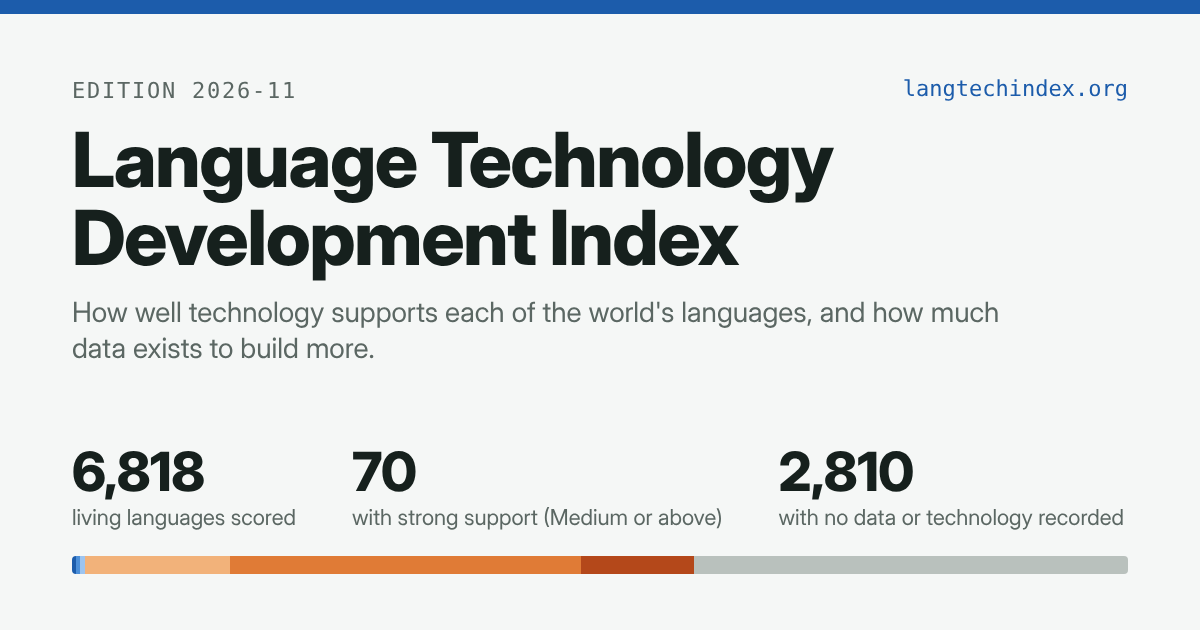 EDITION 2026-11
langtechindex.org
Language Technology
Development Index
How well technology supports each of the world's languages, and how much
data exists to build more.
6,818
living languages scored
70
with strong support (Medium or above)
2,810
with no data or technology recorded